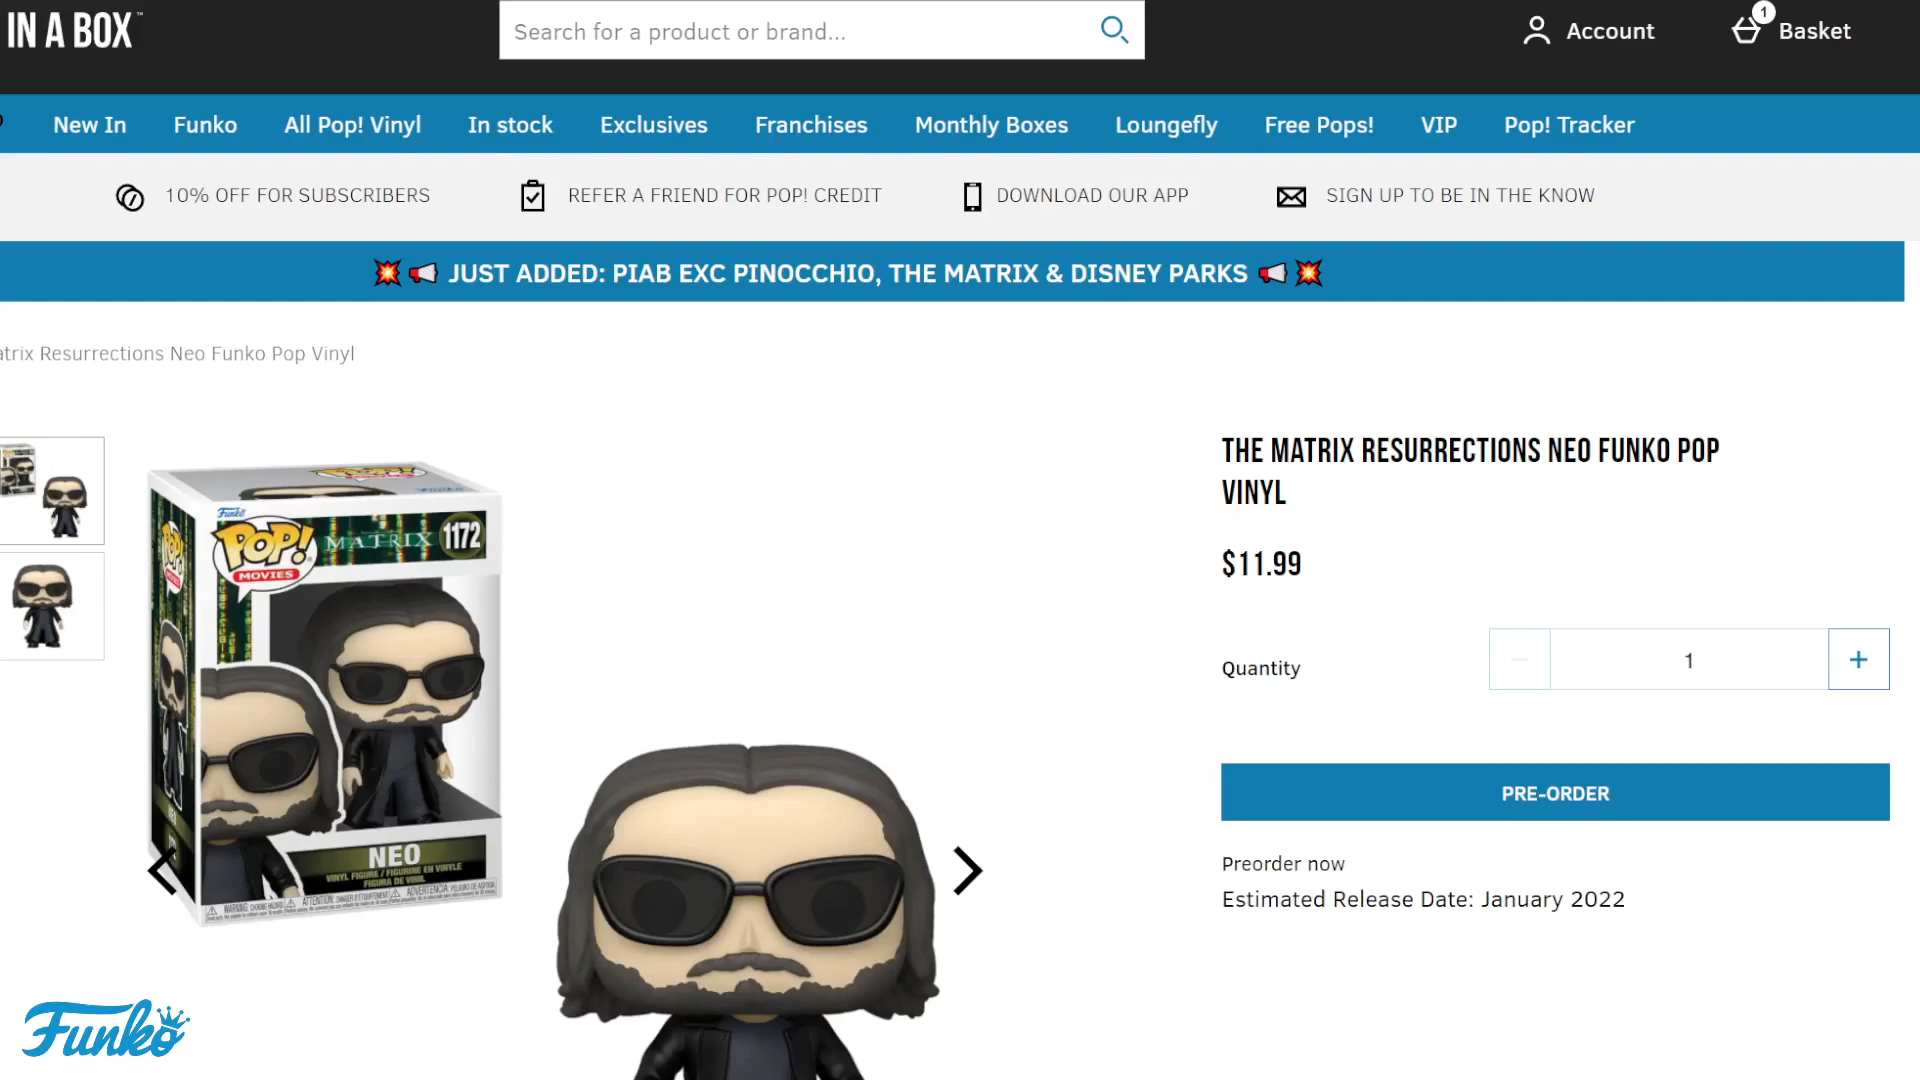 IN A BOX™
Search for a product or brand...
Account
1
Basket
New In
Funko
All Pop! Vinyl
In stock
Exclusives
Franchises
Monthly Boxes
Loungefly
Free Pops!
VIP
Pop! Tracker
10% OFF FOR SUBSCRIBERS
REFER A FRIEND FOR POP! CREDIT
DOWNLOAD OUR APP
SIGN UP TO BE IN THE KNOW
JUST ADDED: PIAB EXC PINOCCHIO, THE MATRIX & DISNEY PARKS
atrix Resurrections Neo Funko Pop Vinyl
THE MATRIX RESURRECTIONS NEO FUNKO POP
VINYL
$11.99
Quantity
1
PRE-ORDER
Preorder now
Estimated Release Date: January 2022
Funko
POP!
MOVIES
MATRIX
1172
NEO
VINYL FIGURE / FIGURINE EN VINYLE
FIGURA DE VINIL
Funko